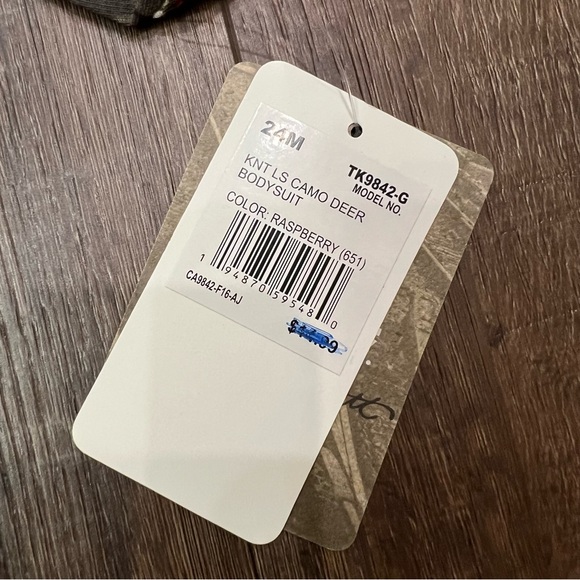 24M
TK9842-G
MODEL NO.
KNT LS CAMO DEER
BODYSUIT
COLOR: RASPBERRY (651)
1 94870 59548 0
CA9842-F16-AJ